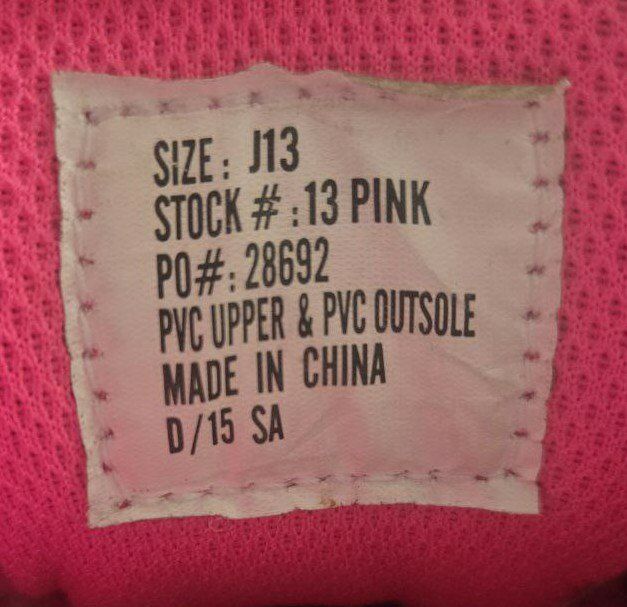 SIZE: J13
STOCK #:13 PINK
PO#: 28692
PVC UPPER & PVC OUTSOLE
MADE IN CHINA
D/15 SA